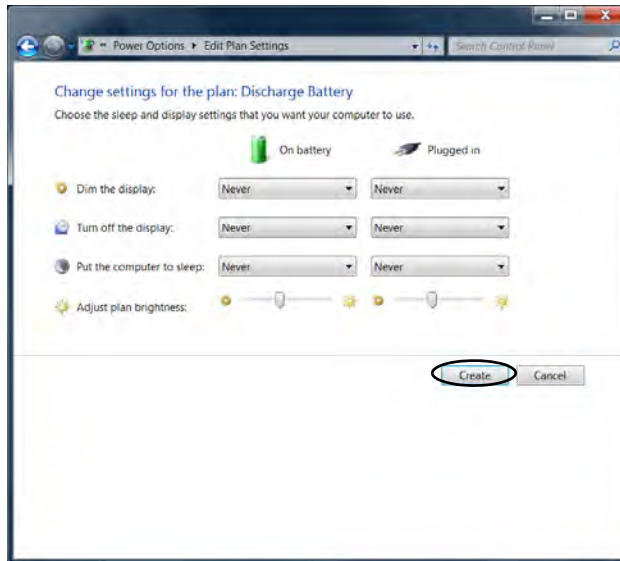 Power Options ▸ Edit Plan Settings
Search Control Panel
Change settings for the plan: Discharge Battery
Choose the sleep and display settings that you want your computer to use.
On battery Plugged in
Dim the display: Never Never
Turn off the display: Never Never
Put the computer to sleep: Never Never
Adjust plan brightness:
Create Cancel